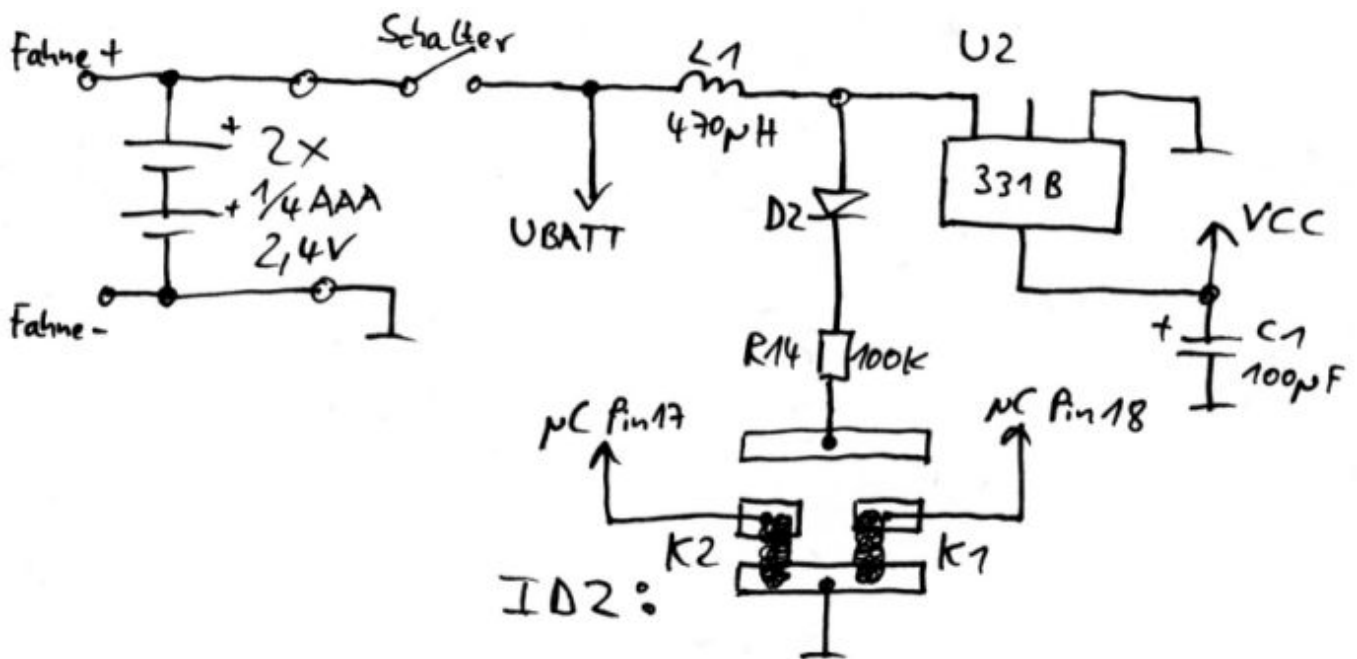 Fahne +
Schalter
L1
470µH
U2
331B
+ 2x
+ 1/4 AAA
2,4V
UBATT
D2
VCC
Fahne -
R14 100k
+ C1
100µF
µC Pin17
µC Pin18
K2
K1
ID2: